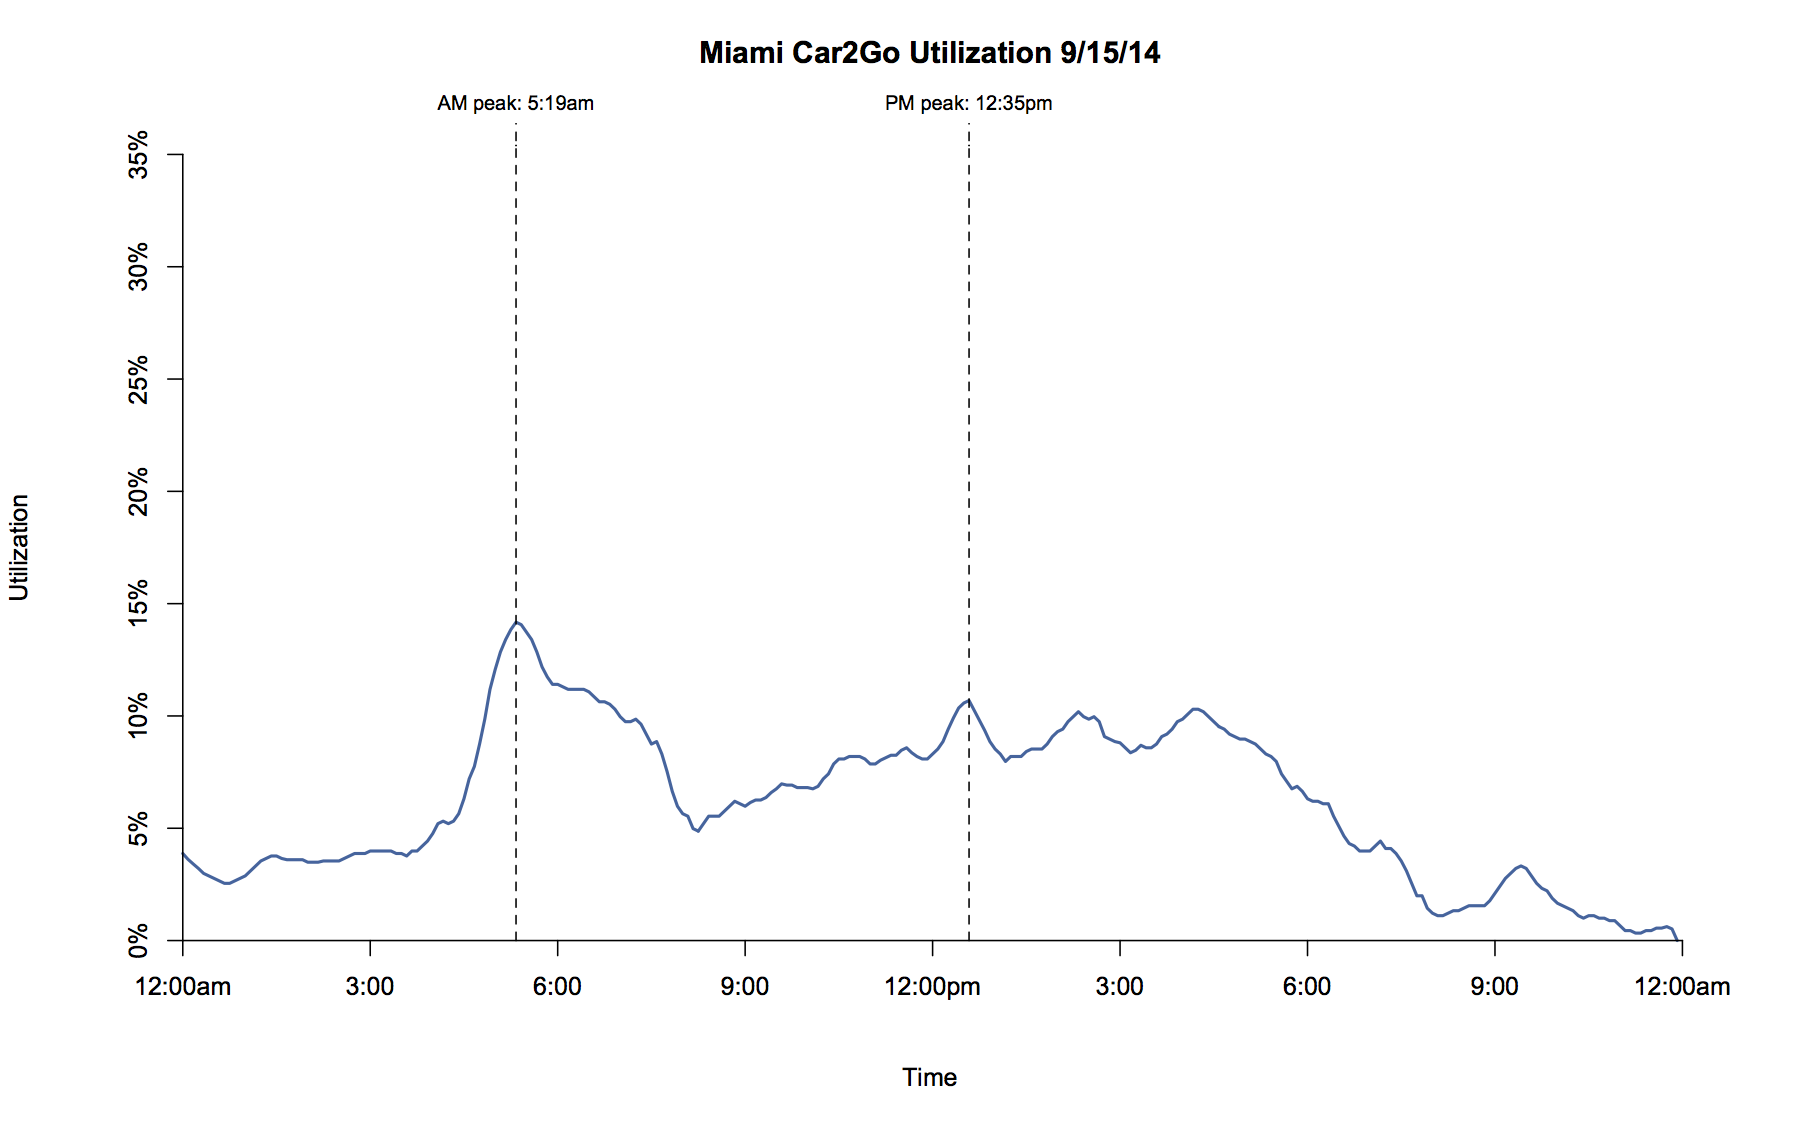 Miami Car2Go Utilization 9/15/14
AM peak: 5:19am
PM peak: 12:35pm
35%
30%
25%
20%
15%
10%
5%
0%
Utilization
12:00am
3:00
6:00
9:00
12:00pm
3:00
6:00
9:00
12:00am
Time